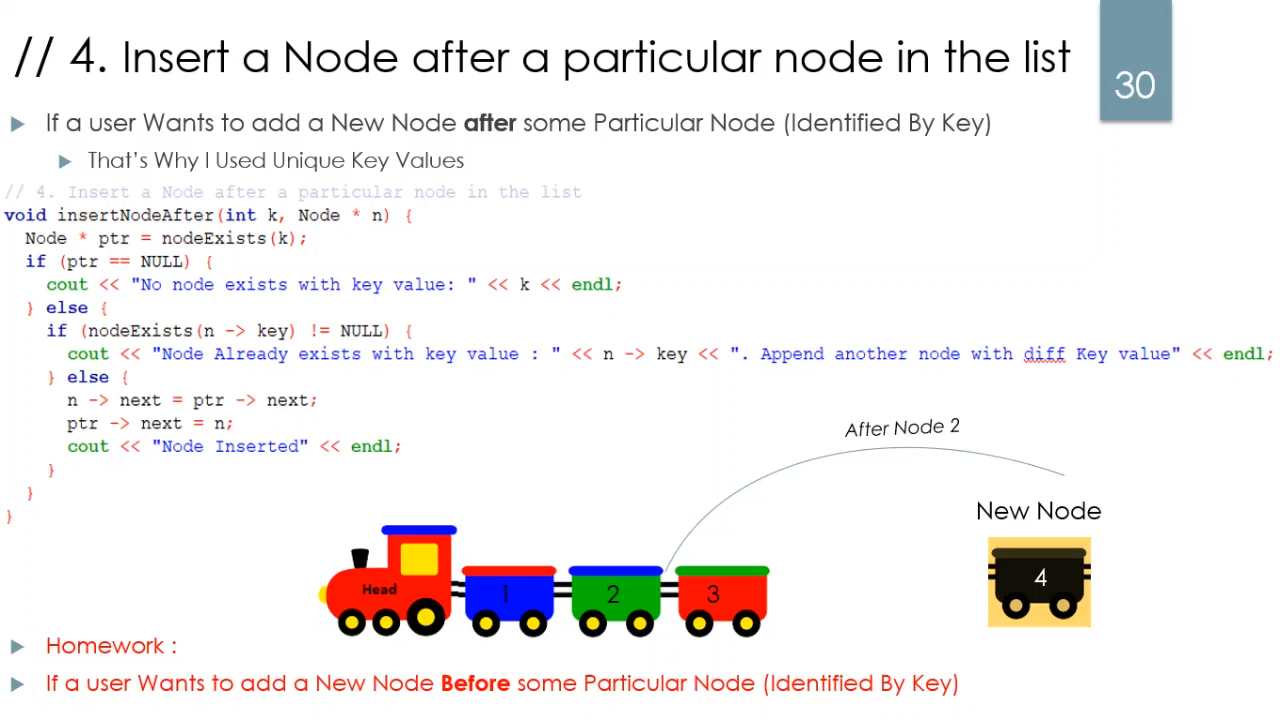 // 4. Insert a Node after a particular node in the list
30
If a user Wants to add a New Node after some Particular Node (Identified By Key)
That's Why I Used Unique Key Values
// 4. Insert a Node after a particular node in the list
void insertNodeAfter(int k, Node * n) {
Node * ptr = nodeExists(k);
if (ptr == NULL) {
cout << "No node exists with key value: " << k << endl;
} else {
if (nodeExists(n -> key) != NULL) {
cout << "Node Already exists with key value : " << n -> key << ". Append another node with diff Key value" << endl;
} else {
n -> next = ptr -> next;
ptr -> next = n;
cout << "Node Inserted" << endl;
}
}
}
After Node 2
New Node
Head
1
2
3
4
Homework :
If a user Wants to add a New Node Before some Particular Node (Identified By Key)